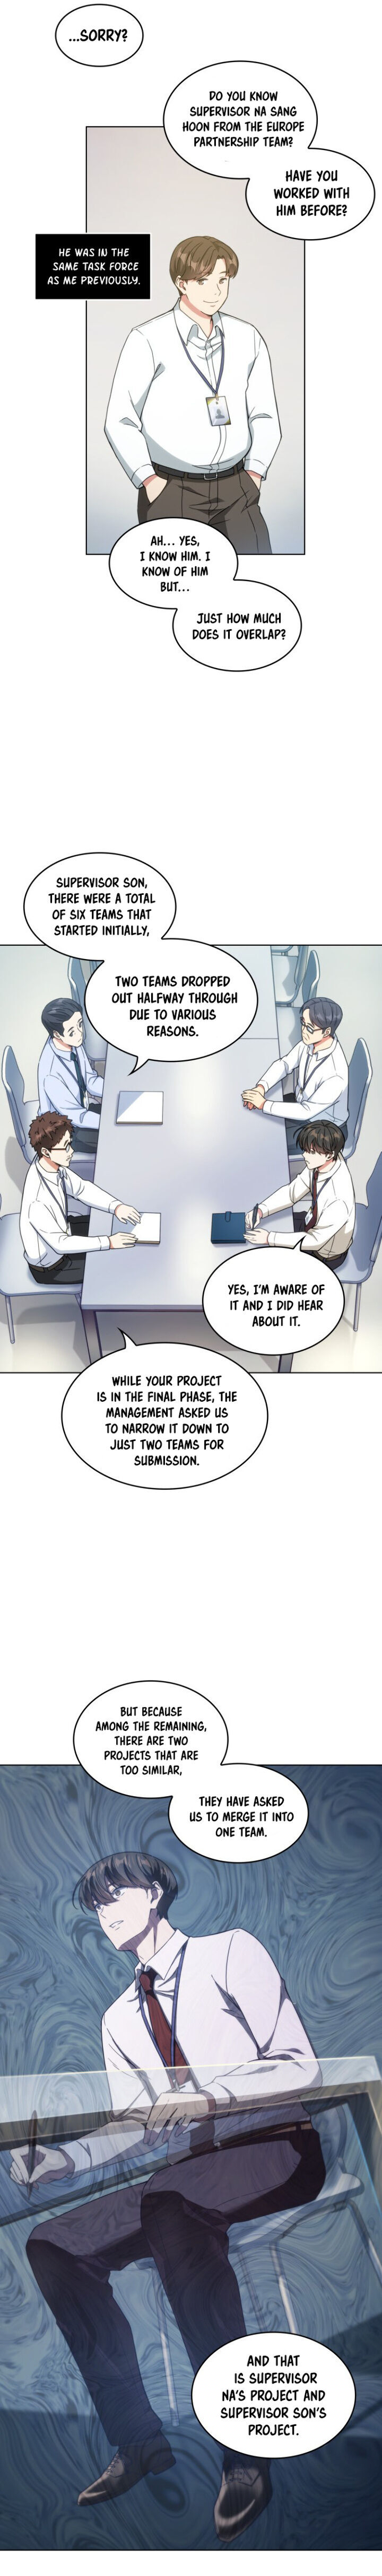 ...SORRY?
DO YOU KNOW
SUPERVISOR NA SANG
HOON FROM THE EUROPE
PARTNERSHIP TEAM?
HAVE YOU
WORKED WITH
HIM BEFORE?
HE WAS IN THE
SAME TASK FORCE
AS ME PREVIOUSLY.
AH... YES,
I KNOW HIM. I
KNOW OF HIM
BUT...
JUST HOW MUCH
DOES IT OVERLAP?
SUPERVISOR SON,
THERE WERE A TOTAL
OF SIX TEAMS THAT
STARTED INITIALLY,
TWO TEAMS DROPPED
OUT HALFWAY THROUGH
DUE TO VARIOUS
REASONS.
YES, I'M AWARE OF
IT AND I DID HEAR
ABOUT IT.
WHILE YOUR PROJECT
IS IN THE FINAL PHASE, THE
MANAGEMENT ASKED US
TO NARROW IT DOWN TO
JUST TWO TEAMS FOR
SUBMISSION.
BUT BECAUSE
AMONG THE REMAINING,
THERE ARE TWO
PROJECTS THAT ARE
TOO SIMILAR,
THEY HAVE ASKED
US TO MERGE IT INTO
ONE TEAM.
AND THAT
IS SUPERVISOR
NA'S PROJECT AND
SUPERVISOR SON'S
PROJECT.